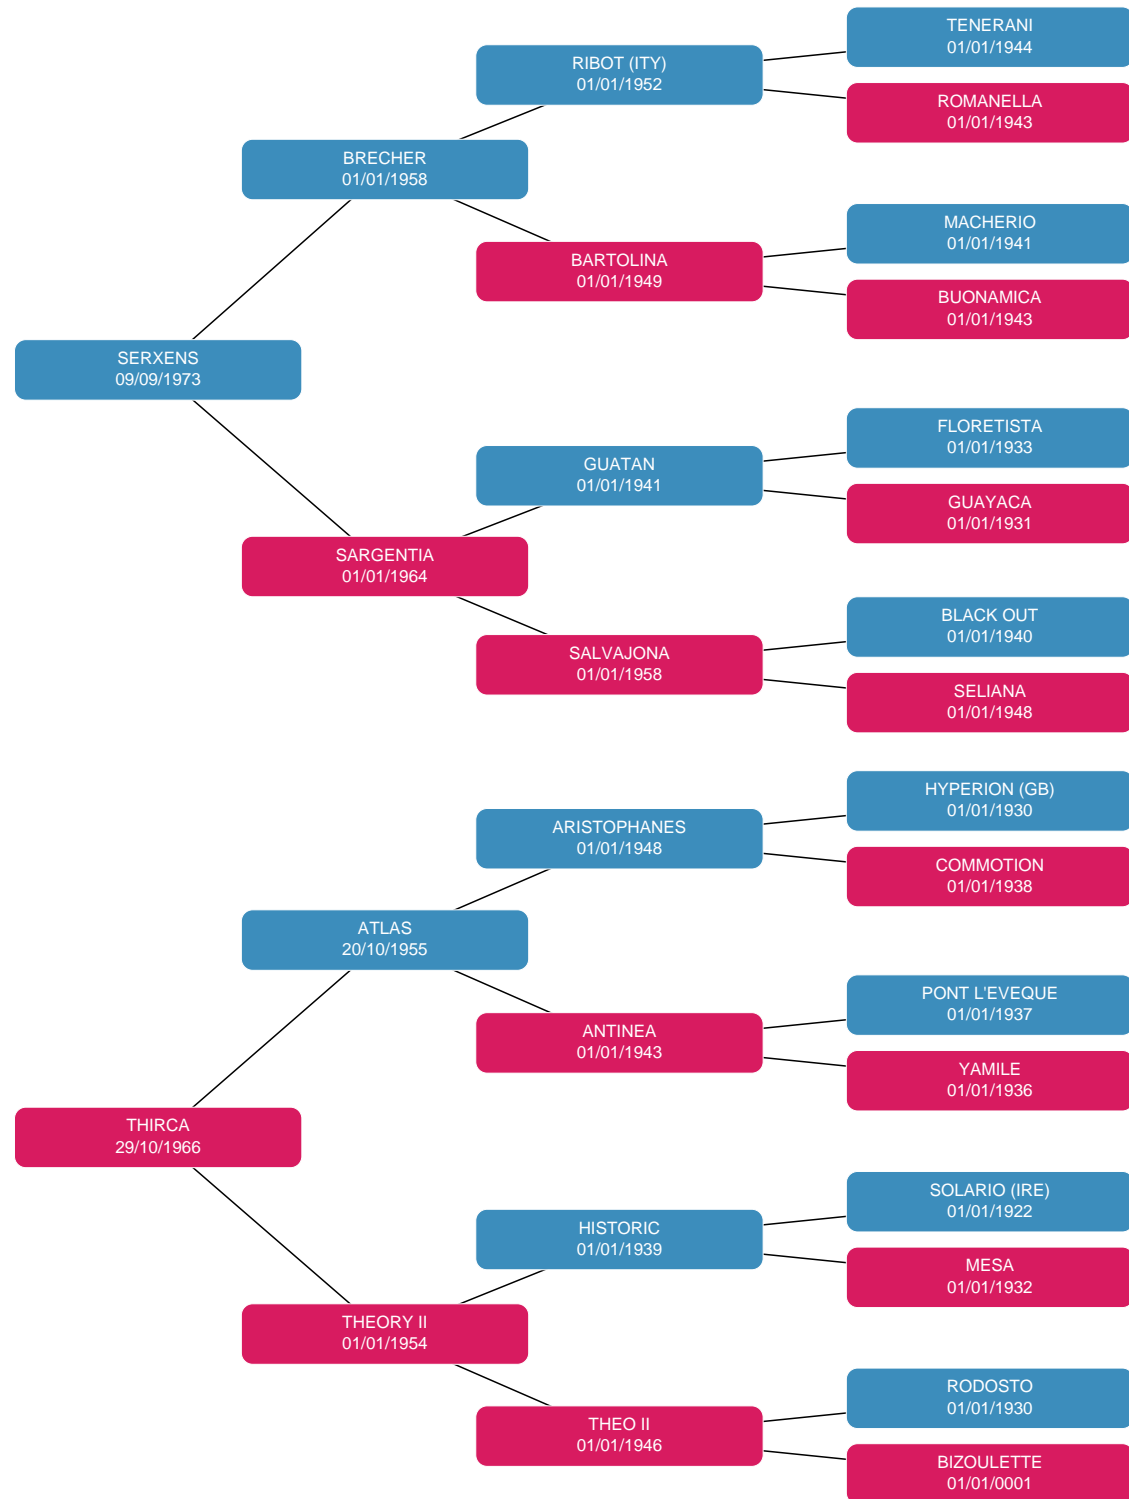 TENERANI
01/01/1944
RIBOT (ITY)
01/01/1952
ROMANELLA
01/01/1943
BRECHER
01/01/1958
MACHERIO
01/01/1941
BARTOLINA
01/01/1949
BUONAMICA
01/01/1943
SERXENS
09/09/1973
FLORETISTA
01/01/1933
GUATAN
01/01/1941
GUAYACA
01/01/1931
SARGENTIA
01/01/1964
BLACK OUT
01/01/1940
SALVAJONA
01/01/1958
SELIANA
01/01/1948
HYPERION (GB)
01/01/1930
ARISTOPHANES
01/01/1948
COMMOTION
01/01/1938
ATLAS
20/10/1955
PONT L'EVEQUE
01/01/1937
ANTINEA
01/01/1943
YAMILE
01/01/1936
THIRCA
29/10/1966
SOLARIO (IRE)
01/01/1922
HISTORIC
01/01/1939
MESA
01/01/1932
THEORY II
01/01/1954
RODOSTO
01/01/1930
THEO II
01/01/1946
BIZOULETTE
01/01/0001